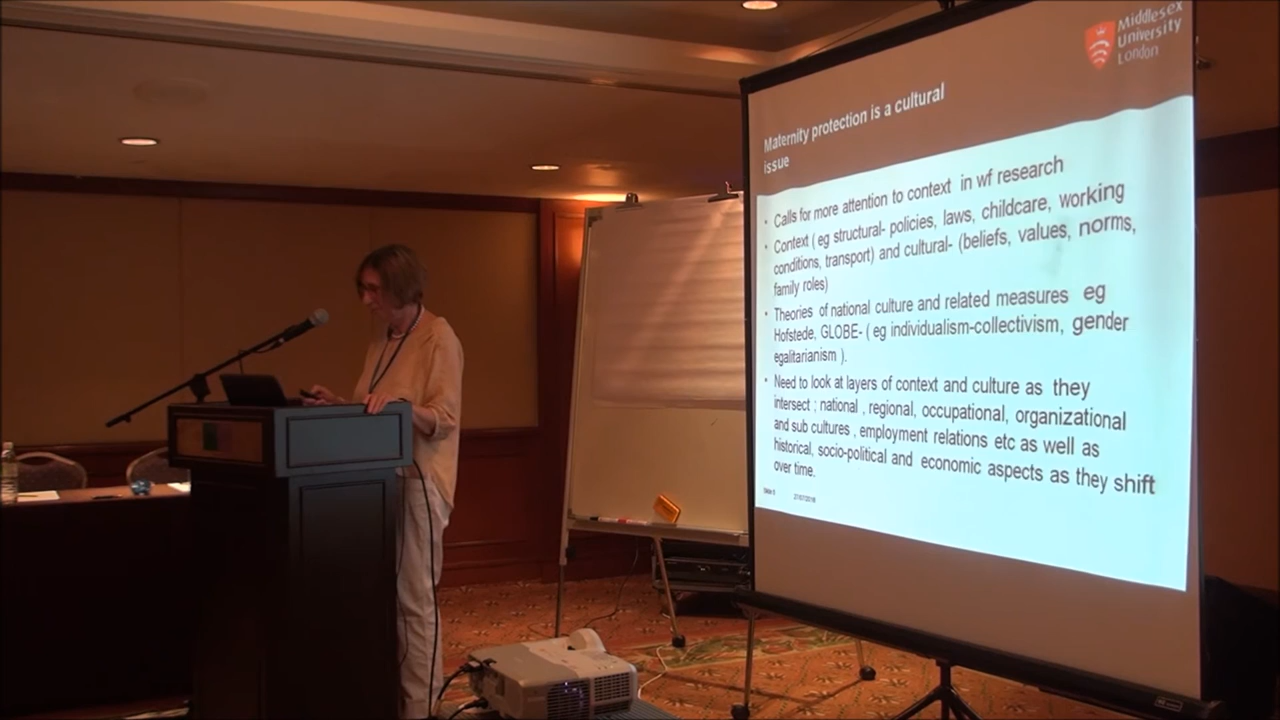 Middlesex
University
London
Maternity protection is a cultural
issue
• Calls for more attention to context in wf research
• Context ( eg structural- policies, laws, childcare, working
conditions, transport) and cultural- (beliefs, values, norms,
family roles)
• Theories of national culture and related measures eg
Hofstede, GLOBE- ( eg individualism-collectivism, gender
egalitarianism ).
• Need to look at layers of context and culture as they
intersect ; national , regional, occupational, organizational
and sub cultures , employment relations etc as well as
historical, socio-political and economic aspects as they shift
over time.